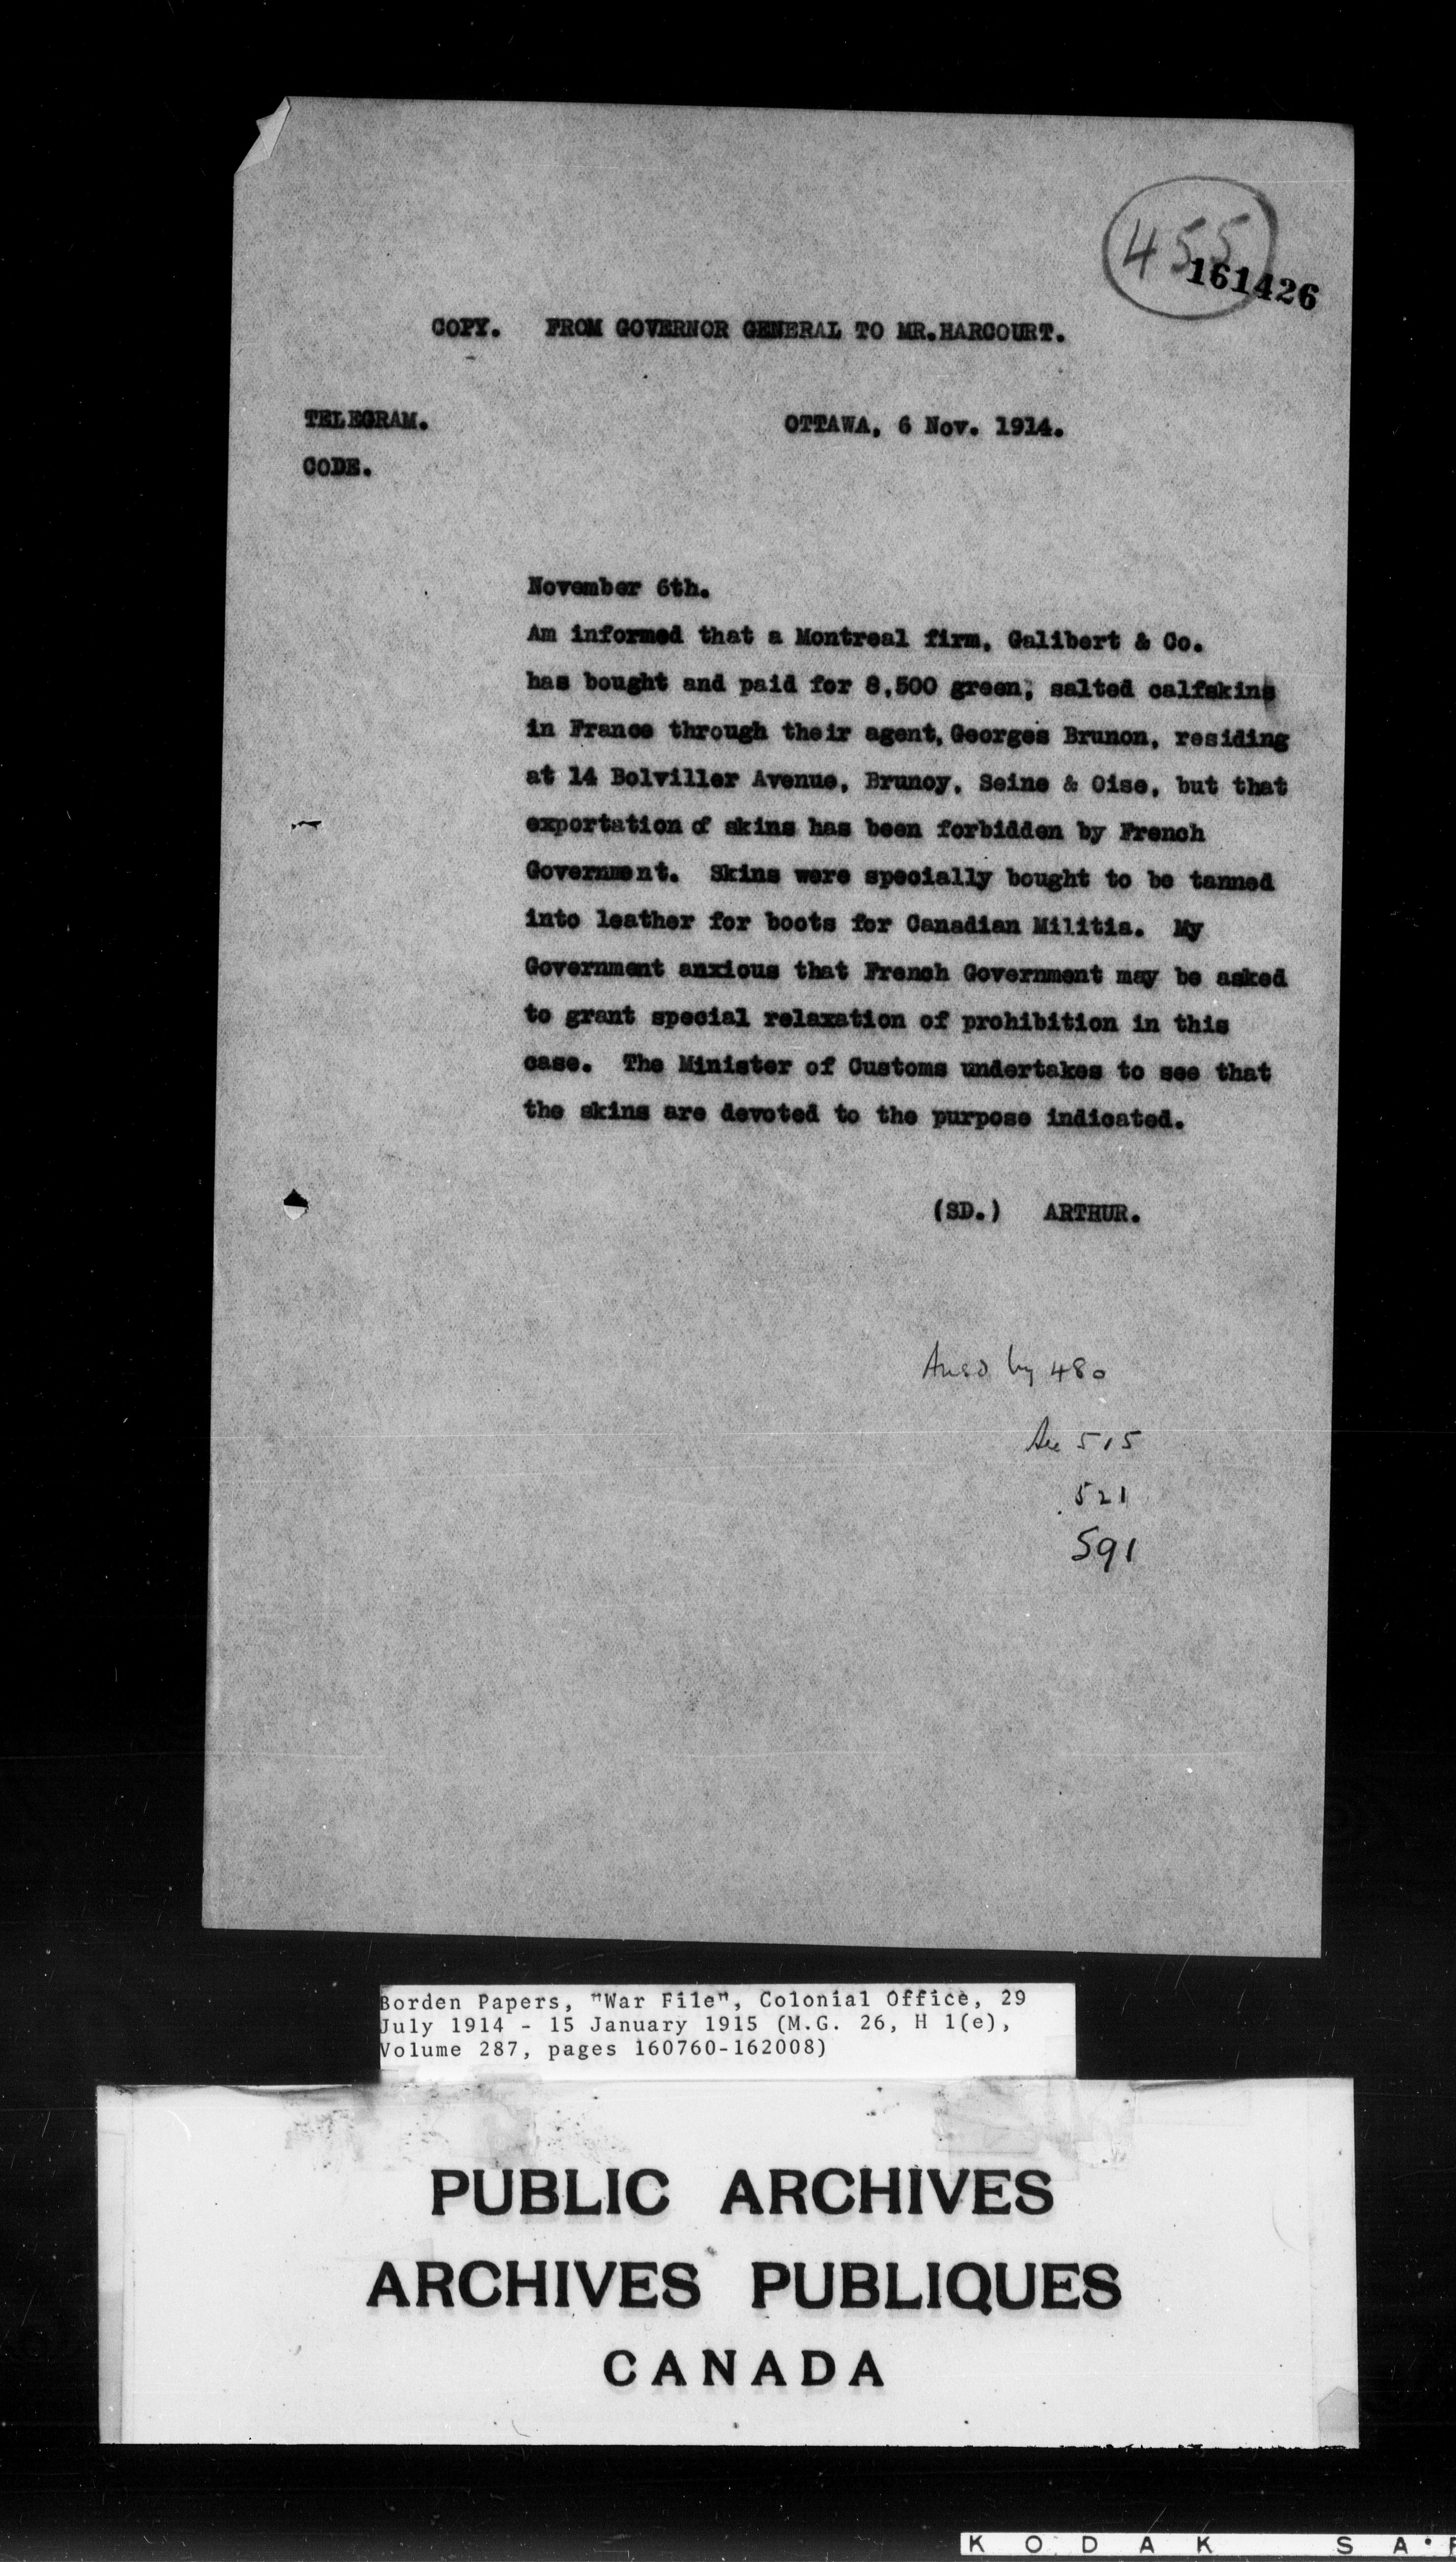 455
161426
COPY. FROM GOVERNOR GENERAL TO MR.HARCOURT.
TELEGRAM. OTTAWA, 6 Nov. 1914.
CODE.
November 6th.
Am informed that a Montreal firm, Galibert & Co.
has bought and paid for 8,500 green, salted calfskins
in France through their agent, Georges Brunon, residing
at 14 Bolviller Avenue, Brunoy, Seine & Oise, but that
exportation of skins has been forbidden by French
Government. Skins were specially bought to be tanned
into leather for boots for Canadian Militia. My
Government anxious that French Government may be asked
to grant special relaxation of prohibition in this
case. The Minister of Customs undertakes to see that
the skins are devoted to the purpose indicated.
(SD.) ARTHUR.
Ansd by 480
See 515
521
591
Borden Papers, "War File", Colonial Office, 29
July 1914 - 15 January 1915 (M.G. 26, H 1(e),
Volume 287, pages 160760-162008)
PUBLIC ARCHIVES
ARCHIVES PUBLIQUES
CANADA
KODAK SA